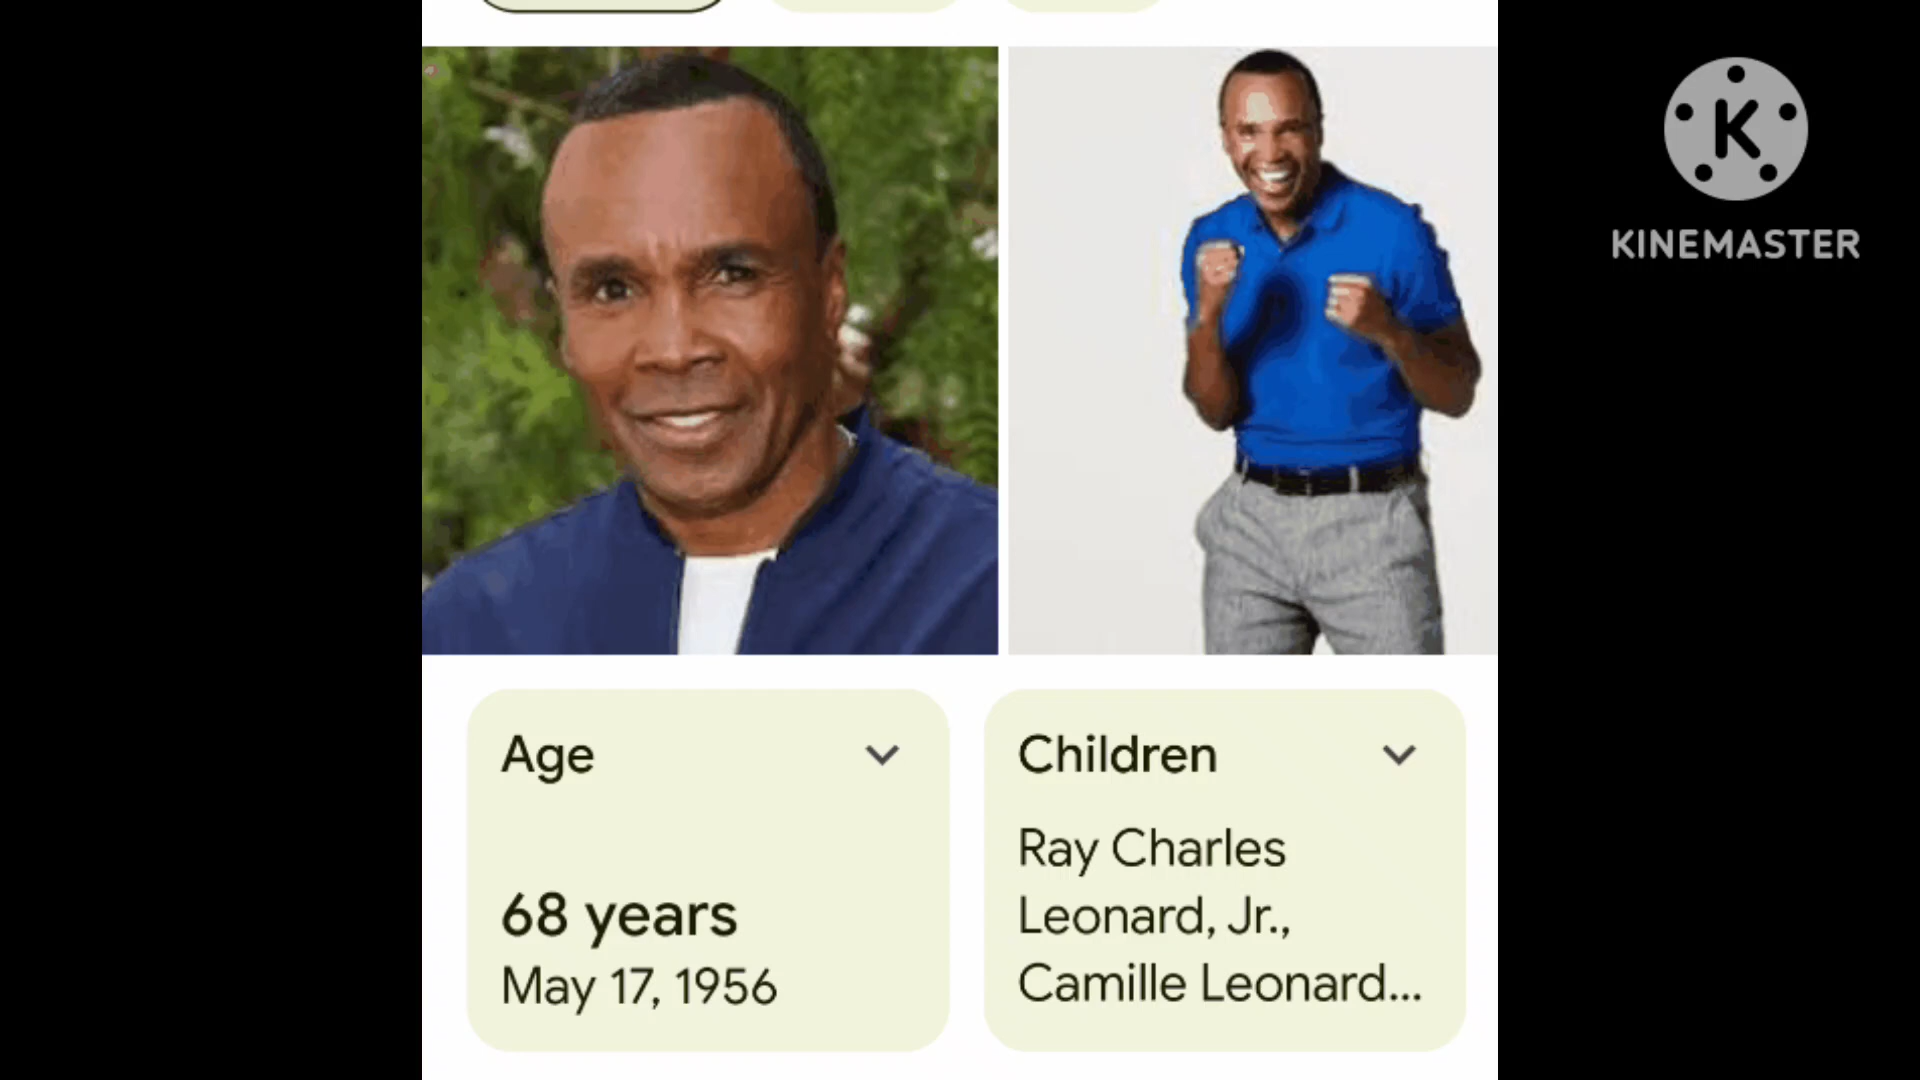 KINEMASTER
Age
68 years
May 17, 1956
Children
Ray Charles
Leonard, Jr.,
Camille Leonard...